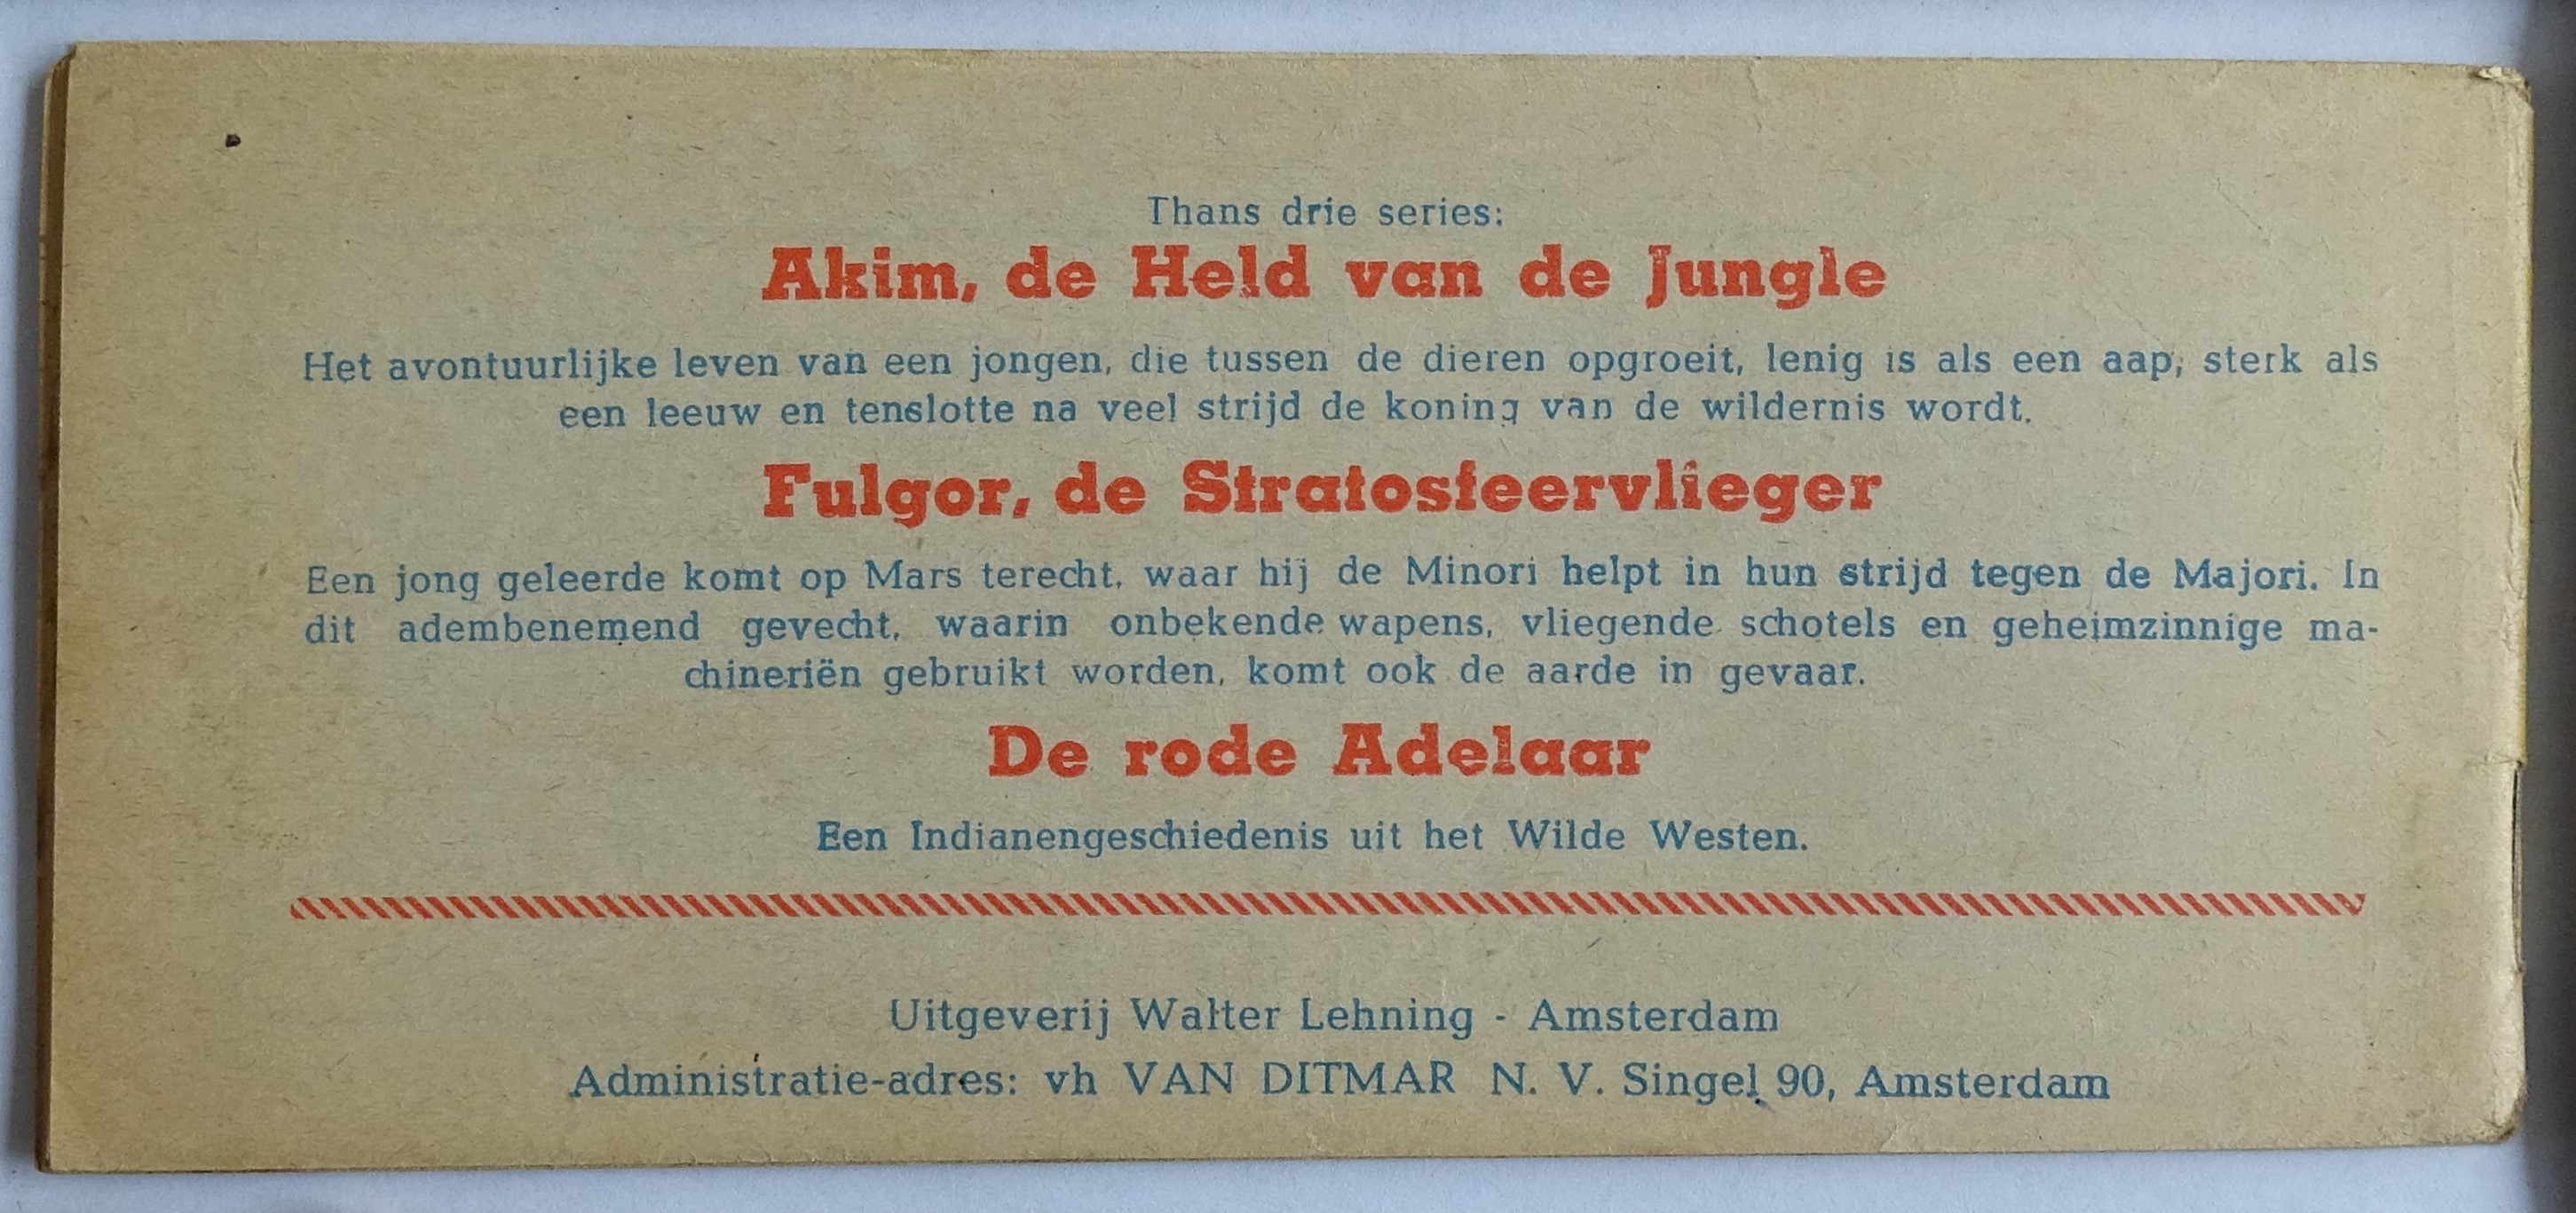 Thans drie series:
Akim, de Held van de Jungle
Het avontuurlijke leven van een jongen, die tussen de dieren opgroeit, lenig is als een aap, sterk als
een leeuw en tenslotte na veel strijd de koning van de wildernis wordt.
Fulgor, de Stratosfeervlieger
Een jong geleerde komt op Mars terecht, waar hij de Minori helpt in hun strijd tegen de Majori. In
dit adembenemend gevecht, waarin onbekende wapens, vliegende schotels en geheimzinnige ma-
chineriën gebruikt worden, komt ook de aarde in gevaar.
De rode Adelaar
Een Indianengeschiedenis uit het Wilde Westen.
Uitgeverij Walter Lehning - Amsterdam
Administratie-adres: vh VAN DITMAR N. V. Singel 90, Amsterdam